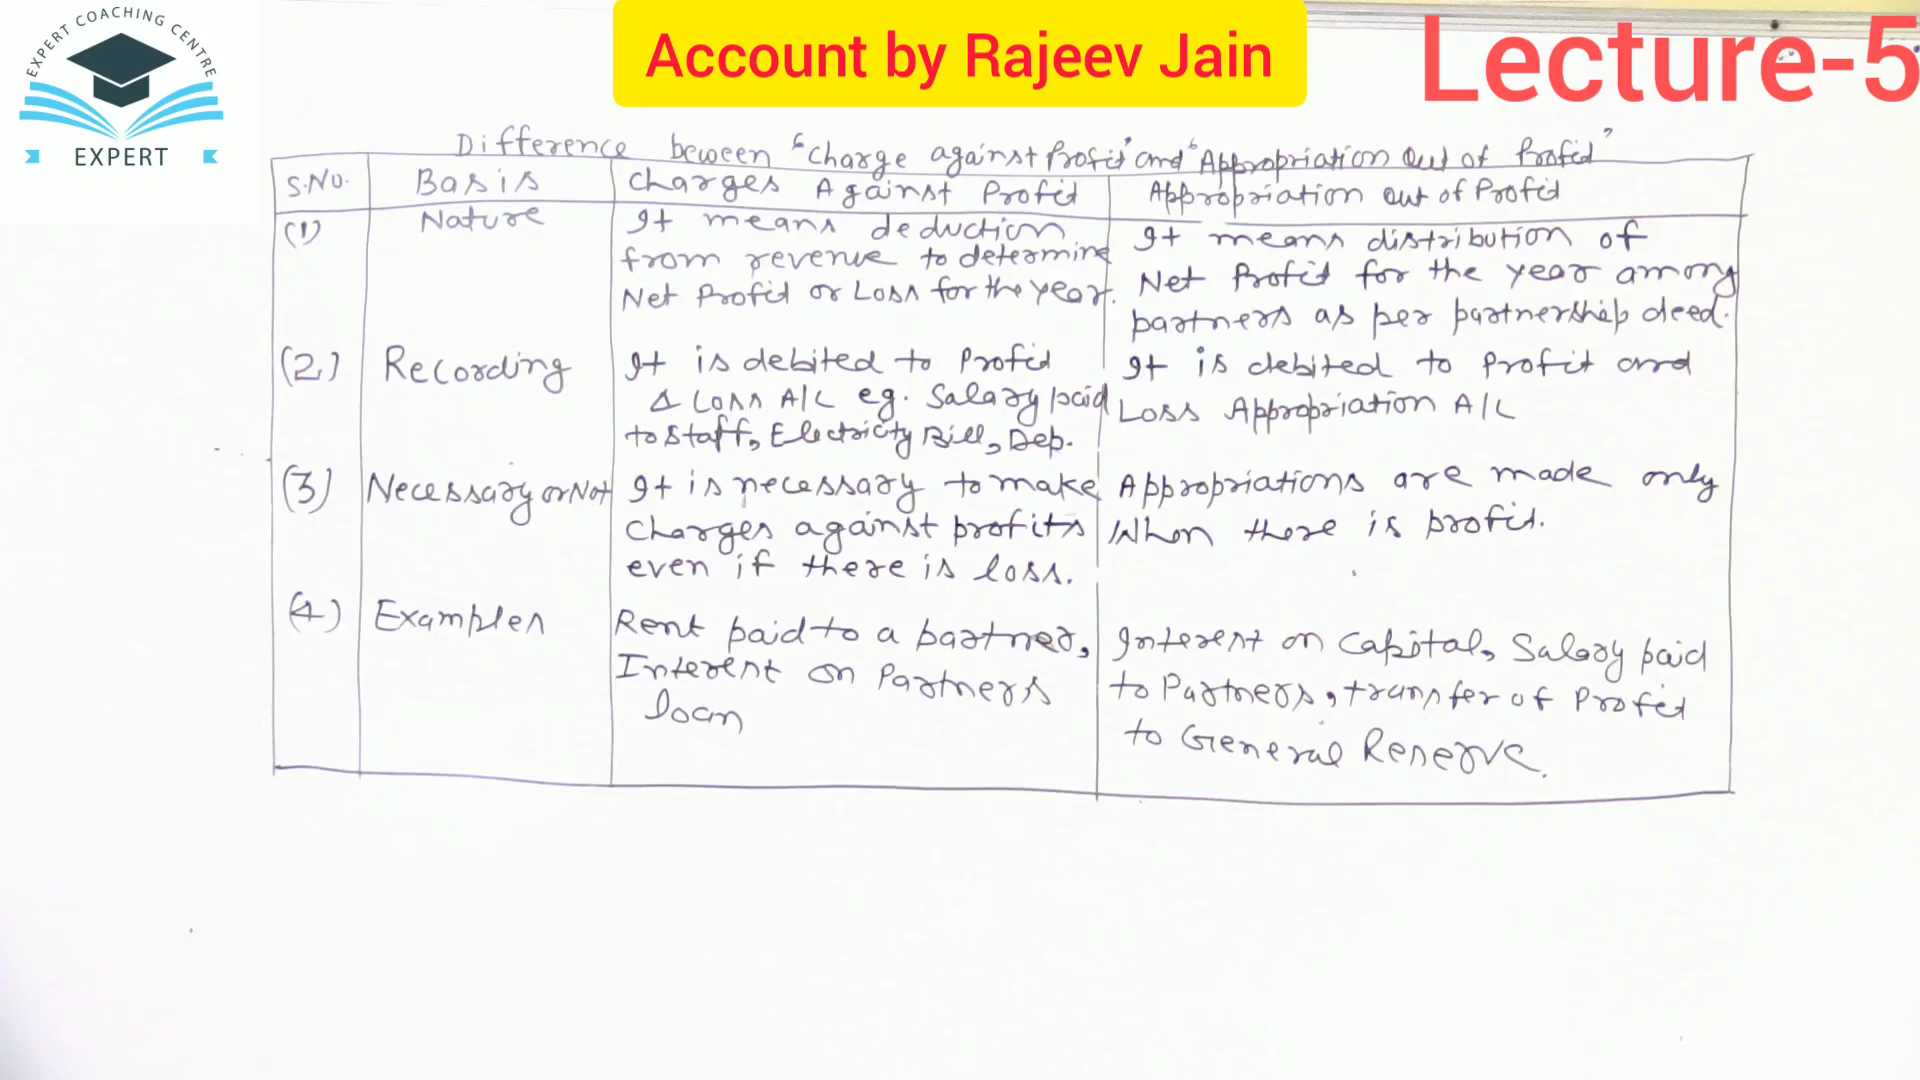 EXPERT COACHING CENTRE
EXPERT
Account by Rajeev Jain
Lecture-5
Difference beween "Charge against Profit" and "Appropriation Out of Profit"
S.No. Basis Charges Against Profit Appropriation out of Profit
(1) Nature
It means deduction
from revenue to determine
Net Profit or Loss for the year.
It means distribution of
Net Profit for the year among
partners as per partnership deed.
(2) Recording
It is debited to Profit
& Loss A/c eg. Salary paid
to Staff, Electricity Bill, Dep.
It is debited to Profit and
Loss Appropriation A/c
(3) Necessary or Not
It is necessary to make
charges against profits
even if there is loss.
Appropriations are made only
When there is profit.
(4) Examples
Rent paid to a partner,
Interest on Partners
loan
Interest on Capital, Salary paid
to Partners, transfer of Profit
to General Reserve.